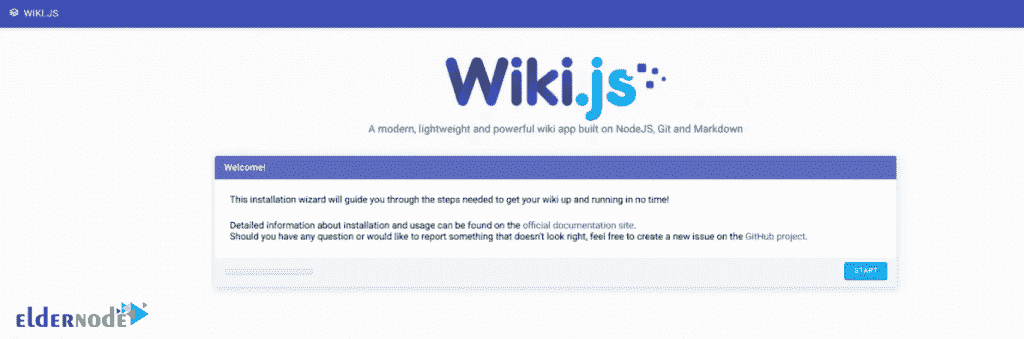 WIKI.JS
Wiki.js
A modern, lightweight and powerful wiki app built on NodeJS, Git and Markdown
Welcome!
This installation wizard will guide you through the steps needed to get your wiki up and running in no time!
Detailed information about installation and usage can be found on the official documentation site.
Should you have any question or would like to report something that doesn't look right, feel free to create a new issue on the GitHub project.
START
ELDERNODE